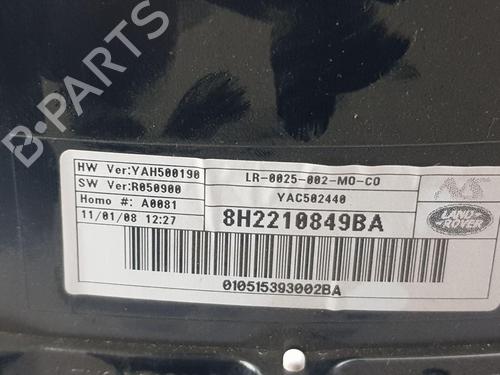 B-PARTS
HW Ver:YAH500190
SW Ver:R050900
Homo #: A0081
11/01/08 12:27
LR-0025-002-MO-CO
YAC502440
8H2210849BA
LAND
ROVER
010515393002BA